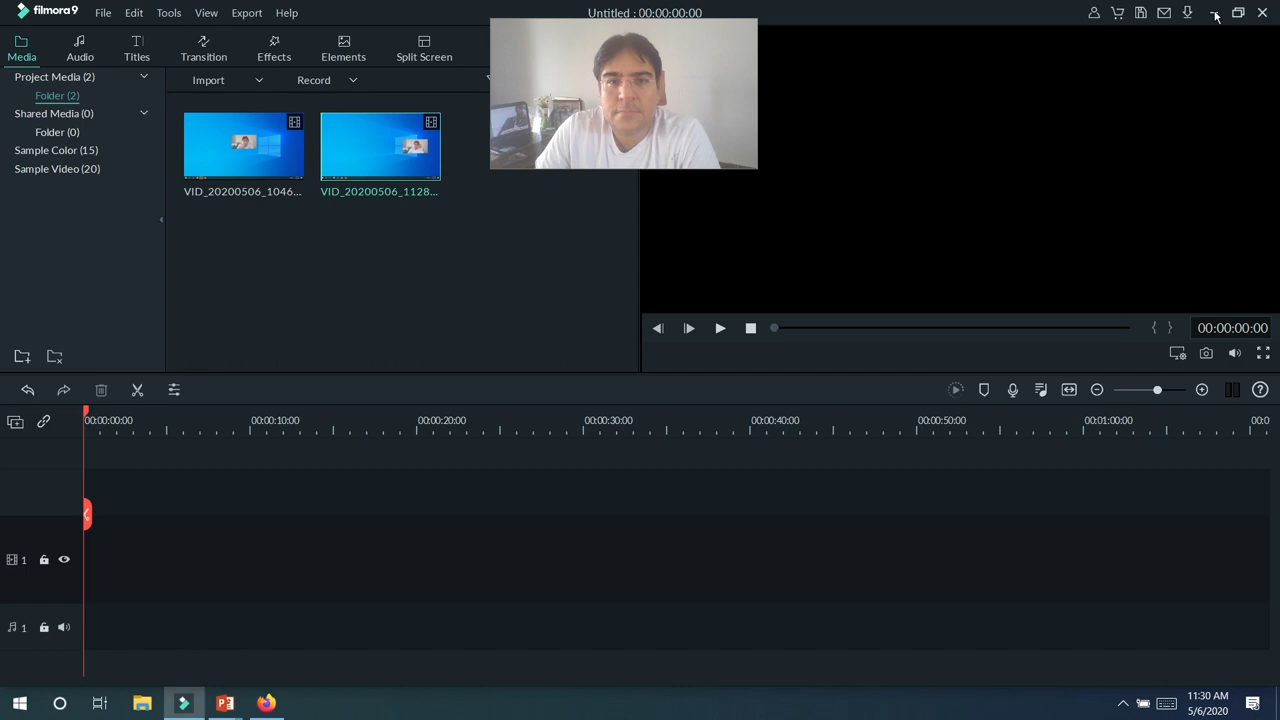 filmora9
File
Edit
Tools
View
Export
Help
Untitled : 00:00:00:00
Media
Audio
Titles
Transition
Effects
Elements
Split Screen
Project Media (2)
Folder (2)
Shared Media (0)
Folder (0)
Sample Color (15)
Sample Video (20)
Import
Record
VID_20200506_1046...
VID_20200506_1128...
00:00:00:00
00:00:00:00
00:00:10:00
00:00:20:00
00:00:30:00
00:00:40:00
00:00:50:00
00:01:00:00
00:0
1
1
11:30 AM
5/6/2020